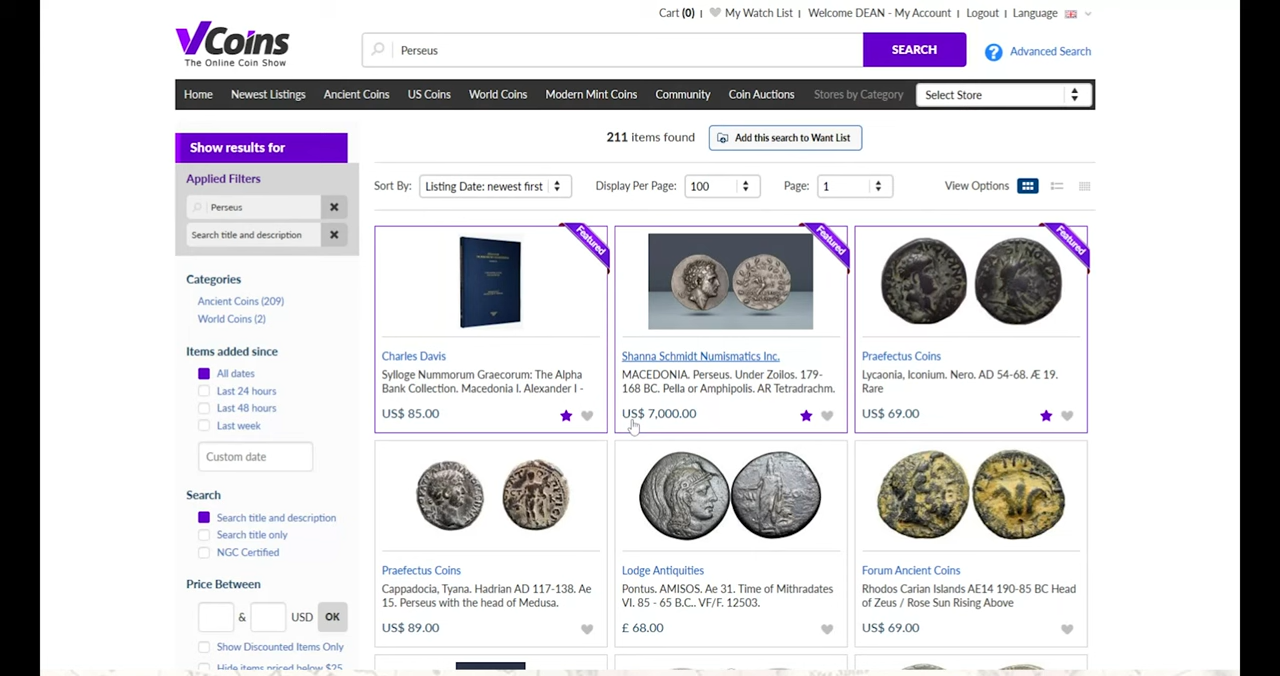 Cart (0) | My Watch List | Welcome DEAN - My Account | Logout | Language
VCoins
The Online Coin Show
Perseus
SEARCH
Advanced Search
Home Newest Listings Ancient Coins US Coins World Coins Modern Mint Coins Community Coin Auctions Stores by Category Select Store
Show results for
Applied Filters
Perseus
Search title and description
Categories
Ancient Coins (209)
World Coins (2)
Items added since
All dates
Last 24 hours
Last 48 hours
Last week
Custom date
Search
Search title and description
Search title only
NGC Certified
Price Between
& USD OK
Show Discounted Items Only
Hide items priced below $25
211 items found Add this search to Want List
Sort By: Listing Date: newest first Display Per Page: 100 Page: 1 View Options
Featured
Charles Davis
Sylloge Nummorum Graecorum: The Alpha
Bank Collection. Macedonia I. Alexander I -
US$ 85.00
Featured
Shanna Schmidt Numismatics Inc.
MACEDONIA. Perseus. Under Zoilos. 179-
168 BC. Pella or Amphipolis. AR Tetradrachm.
US$ 7,000.00
Featured
Praefectus Coins
Lycaonia, Iconium. Nero. AD 54-68. Æ 19.
Rare
US$ 69.00
Praefectus Coins
Cappadocia, Tyana. Hadrian AD 117-138. Ae
15. Perseus with the head of Medusa.
US$ 89.00
Lodge Antiquities
Pontus. AMISOS. Ae 31. Time of Mithradates
VI. 85 - 65 B.C.. VF/F. 12503.
£ 68.00
Forum Ancient Coins
Rhodos Carian Islands AE14 190-85 BC Head
of Zeus / Rose Sun Rising Above
US$ 69.00